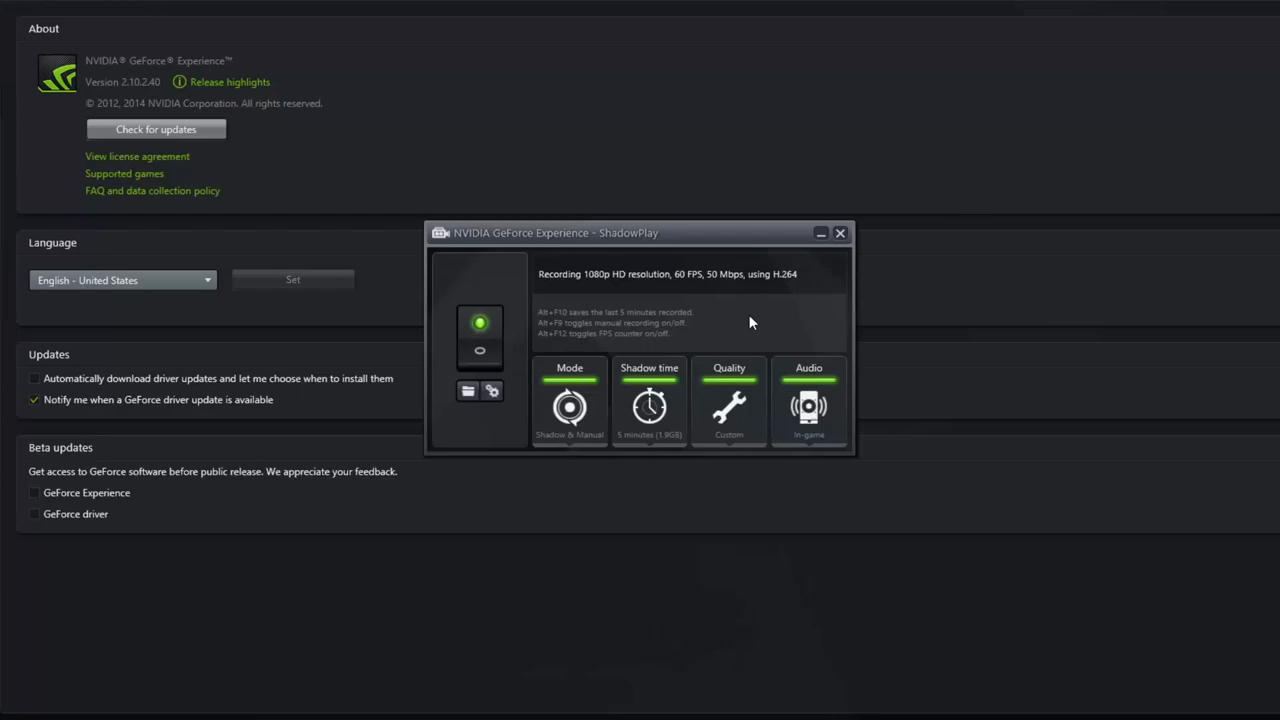 About
NVIDIA® GeForce® Experience™
Version 2.10.2.40
Release highlights
© 2012, 2014 NVIDIA Corporation. All rights reserved.
Check for updates
View license agreement
Supported games
FAQ and data collection policy
Language
English - United States
Set
Updates
Automatically download driver updates and let me choose when to install them
Notify me when a GeForce driver update is available
Beta updates
Get access to GeForce software before public release. We appreciate your feedback.
GeForce Experience
GeForce driver
NVIDIA GeForce Experience - ShadowPlay
Recording 1080p HD resolution, 60 FPS, 50 Mbps, using H.264
Alt+F10 saves the last 5 minutes recorded.
Alt+F9 toggles manual recording on/off.
Alt+F12 toggles FPS counter on/off.
Mode
Shadow & Manual
Shadow time
5 minutes (1.9GB)
Quality
Custom
Audio
In-game